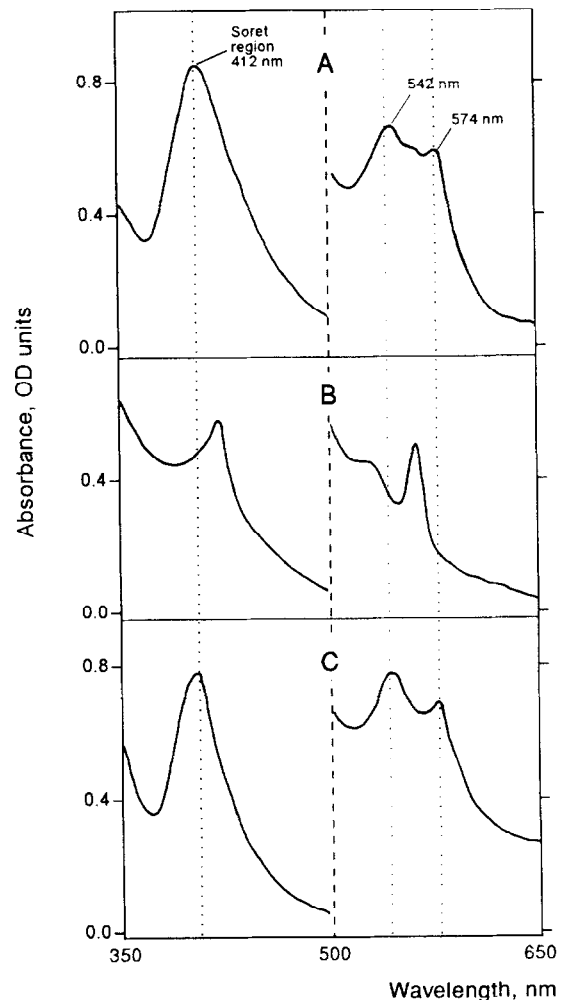 Soret
region
412 nm
A
542 nm
574 nm
0.8
0.4
0.0
B
0.4
0.0
C
0.8
0.4
0.0
350
500
650
Absorbance, OD units
Wavelength, nm